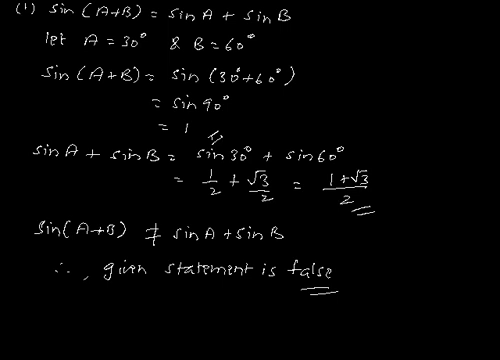 (1) sin (A+B) = sin A + sin B
let A = 30° & B = 60°
sin (A+B) = sin (30°+60°)
= sin 90°
= 1
sin A + sin B = sin 30° + sin 60°
= 1/2 + √3/2 = (1+√3)/2
sin(A+B) ≠ sin A + sin B
∴, given statement is false